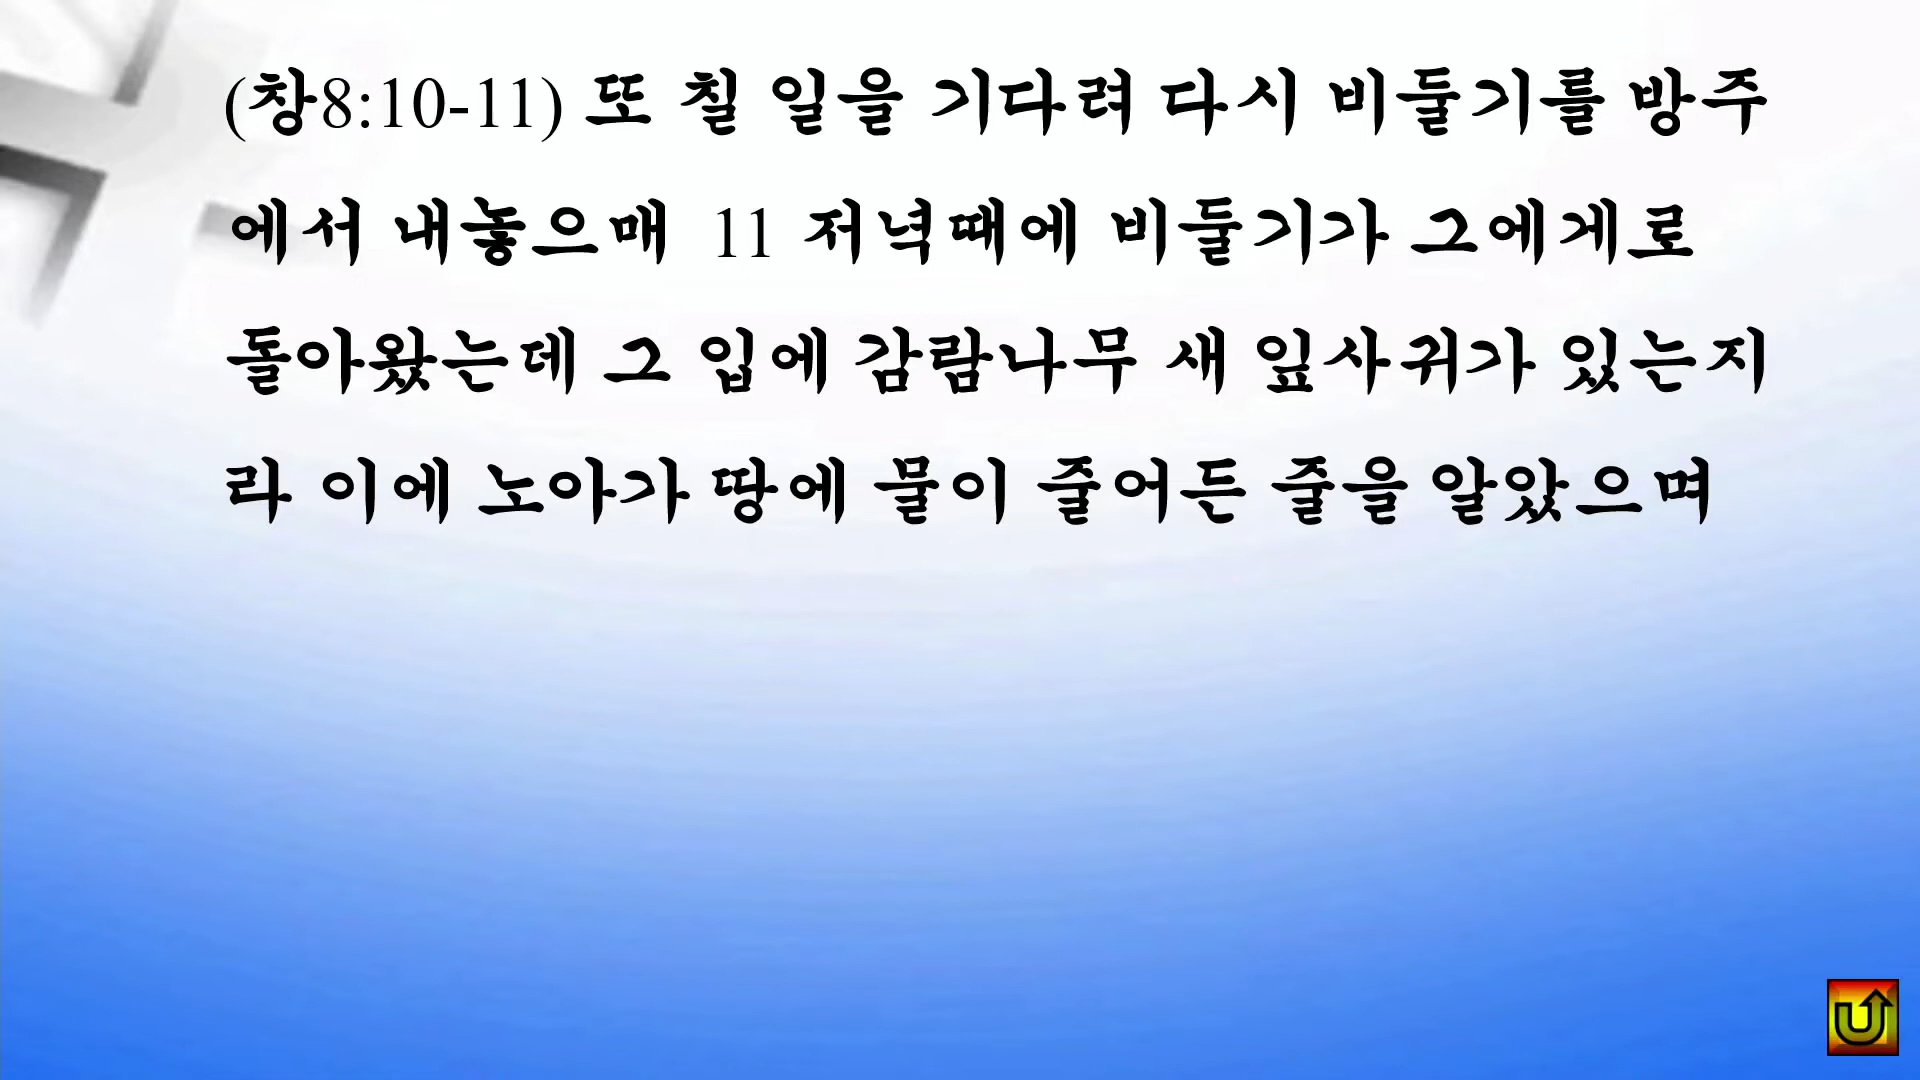 (창8:10-11) 또 칠 일을 기다려 다시 비둘기를 방주
에서 내놓으매 11 저녁때에 비둘기가 그에게로
돌아왔는데 그 입에 감람나무 새 잎사귀가 있는지
라 이에 노아가 땅에 물이 줄어든 줄을 알았으며